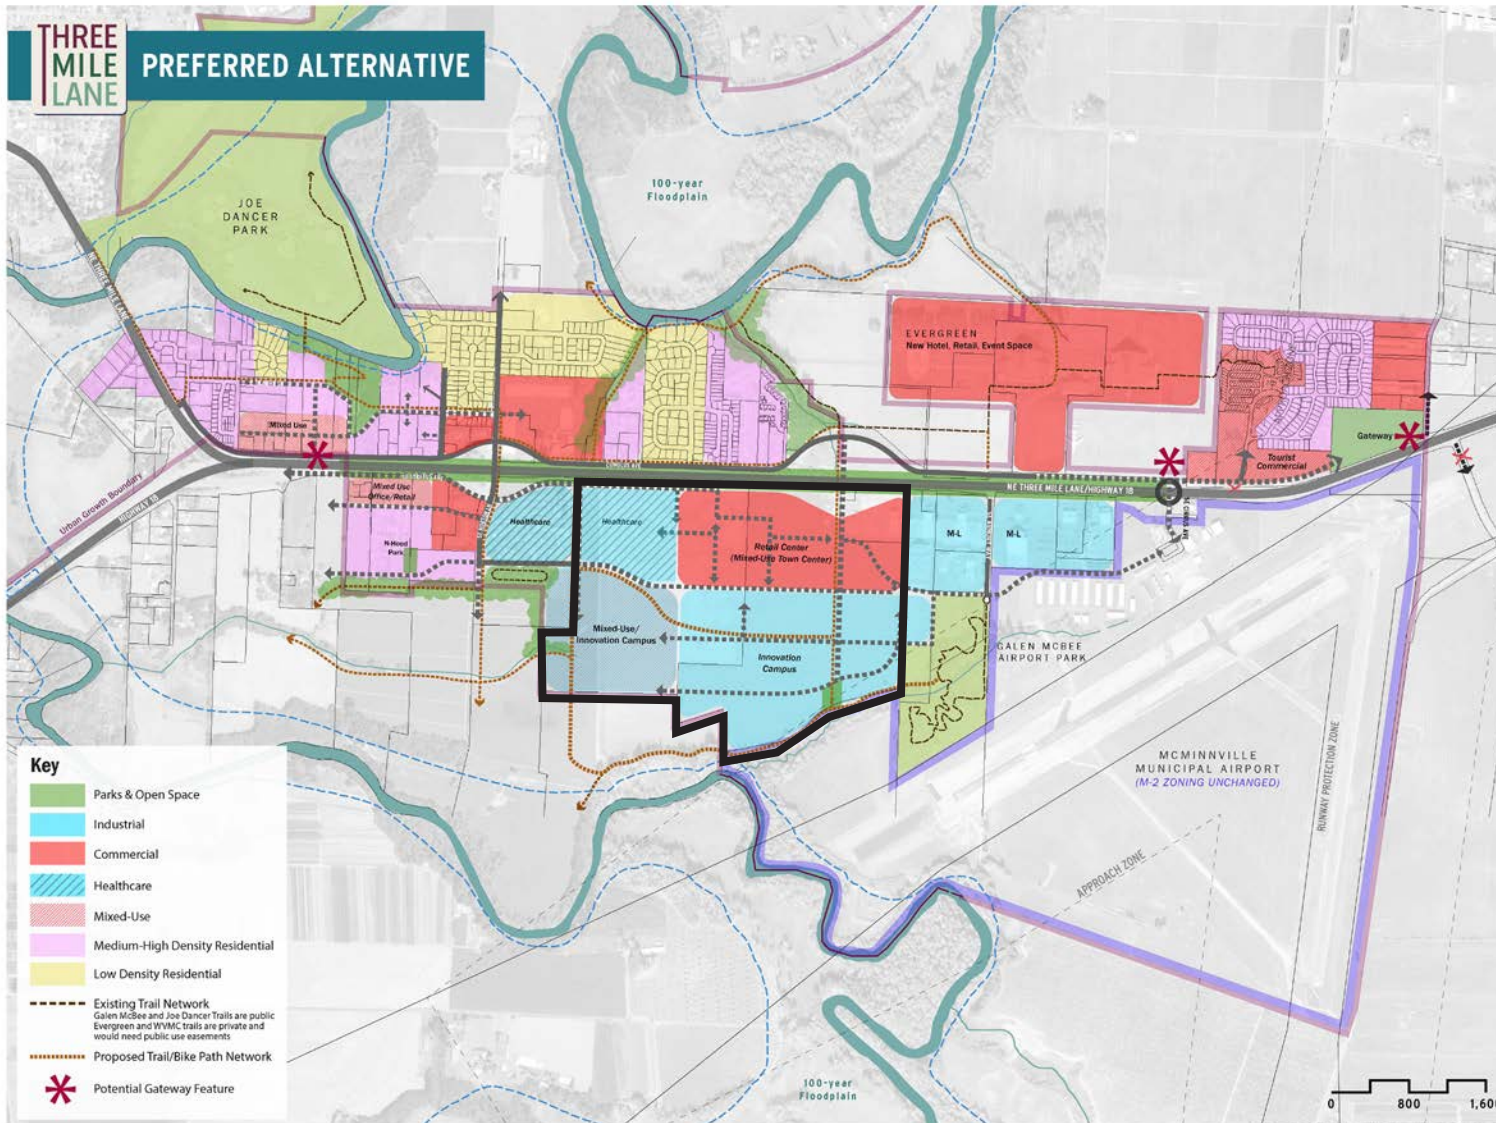 THREE
MILE
LANE
PREFERRED ALTERNATIVE
100-year
Floodplain
JOE
DANCER
PARK
NE THREE MILE LANE
EVERGREEN
New Hotel, Retail, Event Space
Mixed Use
Gateway
Tourist
Commercial
Urban Growth Boundary
HIGHWAY 18
Mixed Use
Office/Retail
NE THREE MILE LANE/HIGHWAY 18
Healthcare
Healthcare
Retail Center
(Mixed-Use Town Center)
M-L
M-L
N-Hood
Park
Mixed-Use/
Innovation Campus
Innovation
Campus
GALEN MCBEE
AIRPORT PARK
MCMINNVILLE
MUNICIPAL AIRPORT
(M-2 ZONING UNCHANGED)
RUNWAY PROTECTION ZONE
APPROACH ZONE
Key
Parks & Open Space
Industrial
Commercial
Healthcare
Mixed-Use
Medium-High Density Residential
Low Density Residential
Existing Trail Network
Galen McBee and Joe Dancer Trails are public
Evergreen and WVMC trails are private and
would need public use easements
Proposed Trail/Bike Path Network
Potential Gateway Feature
100-year
Floodplain
0 800 1,600